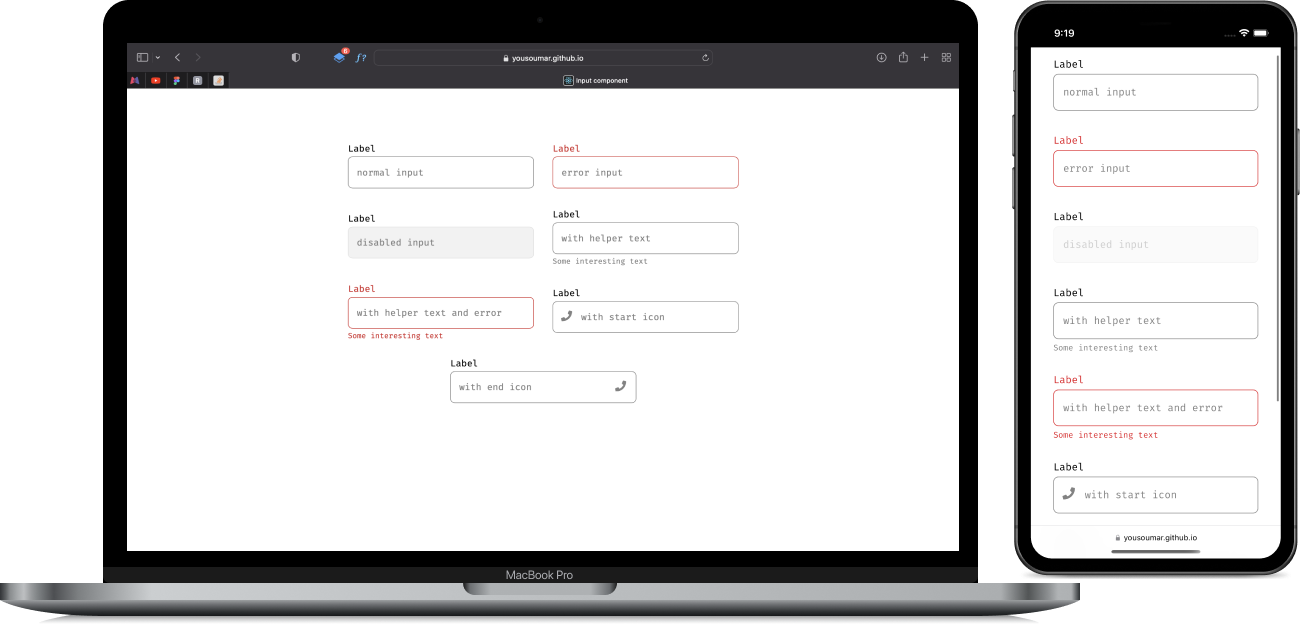 6
f?
yousoumar.github.io
R
Input component
Label
normal input
Label
error input
Label
disabled input
Label
with helper text
Some interesting text
Label
with helper text and error
Some interesting text
Label
with start icon
Label
with end icon
MacBook Pro
9:19
Label
normal input
Label
error input
Label
disabled input
Label
with helper text
Some interesting text
Label
with helper text and error
Some interesting text
Label
with start icon
yousoumar.github.io